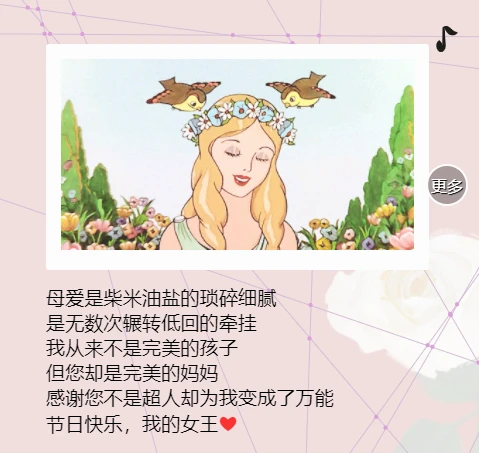 更多
母爱是柴米油盐的琐碎细腻
是无数次辗转低回的牵挂
我从来不是完美的孩子
但您却是完美的妈妈
感谢您不是超人却为我变成了万能
节日快乐，我的女王❤